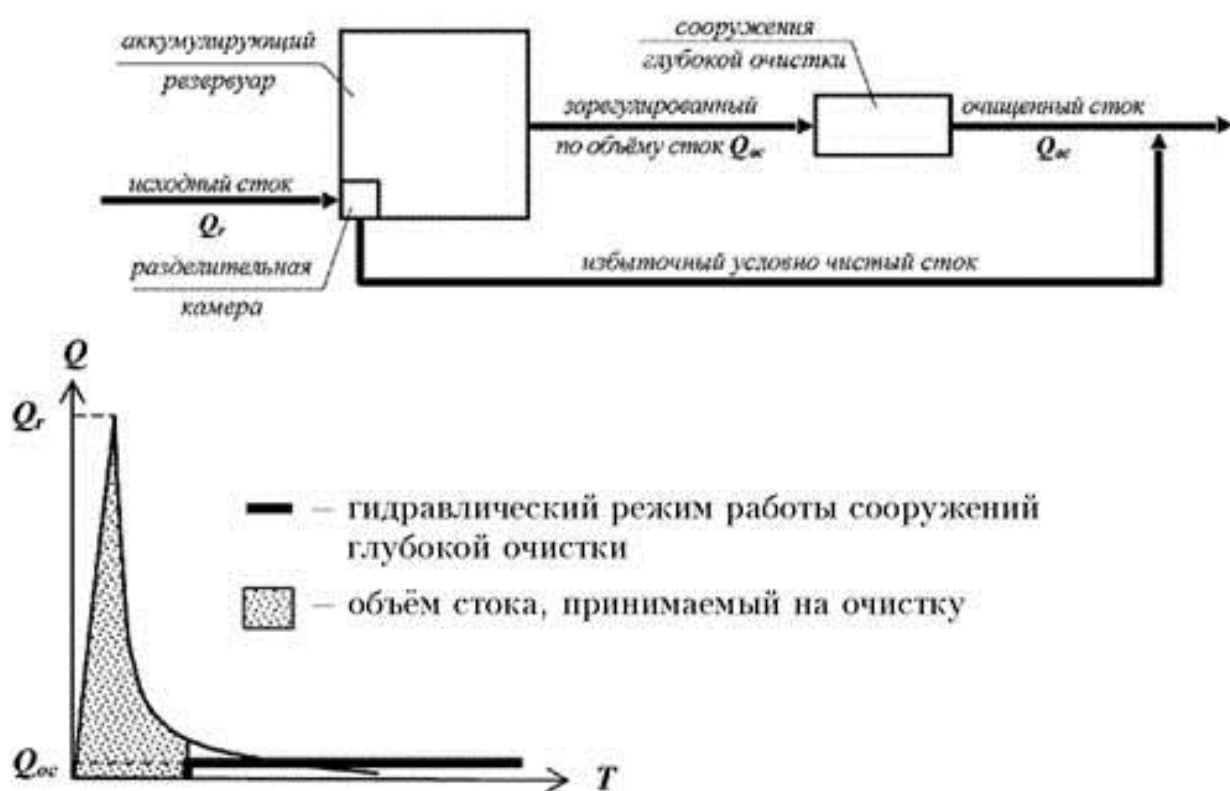 аккумулирующий
резервуар
сооружения
глубокой очистки
зарегулированный
по объёму сток Qос
очищенный сток
Qос
исходный сток
Qr
разделительная
камера
избыточный условно чистый сток
Q
Qr
– гидравлический режим работы сооружений
глубокой очистки
– объём стока, принимаемый на очистку
Qос
T